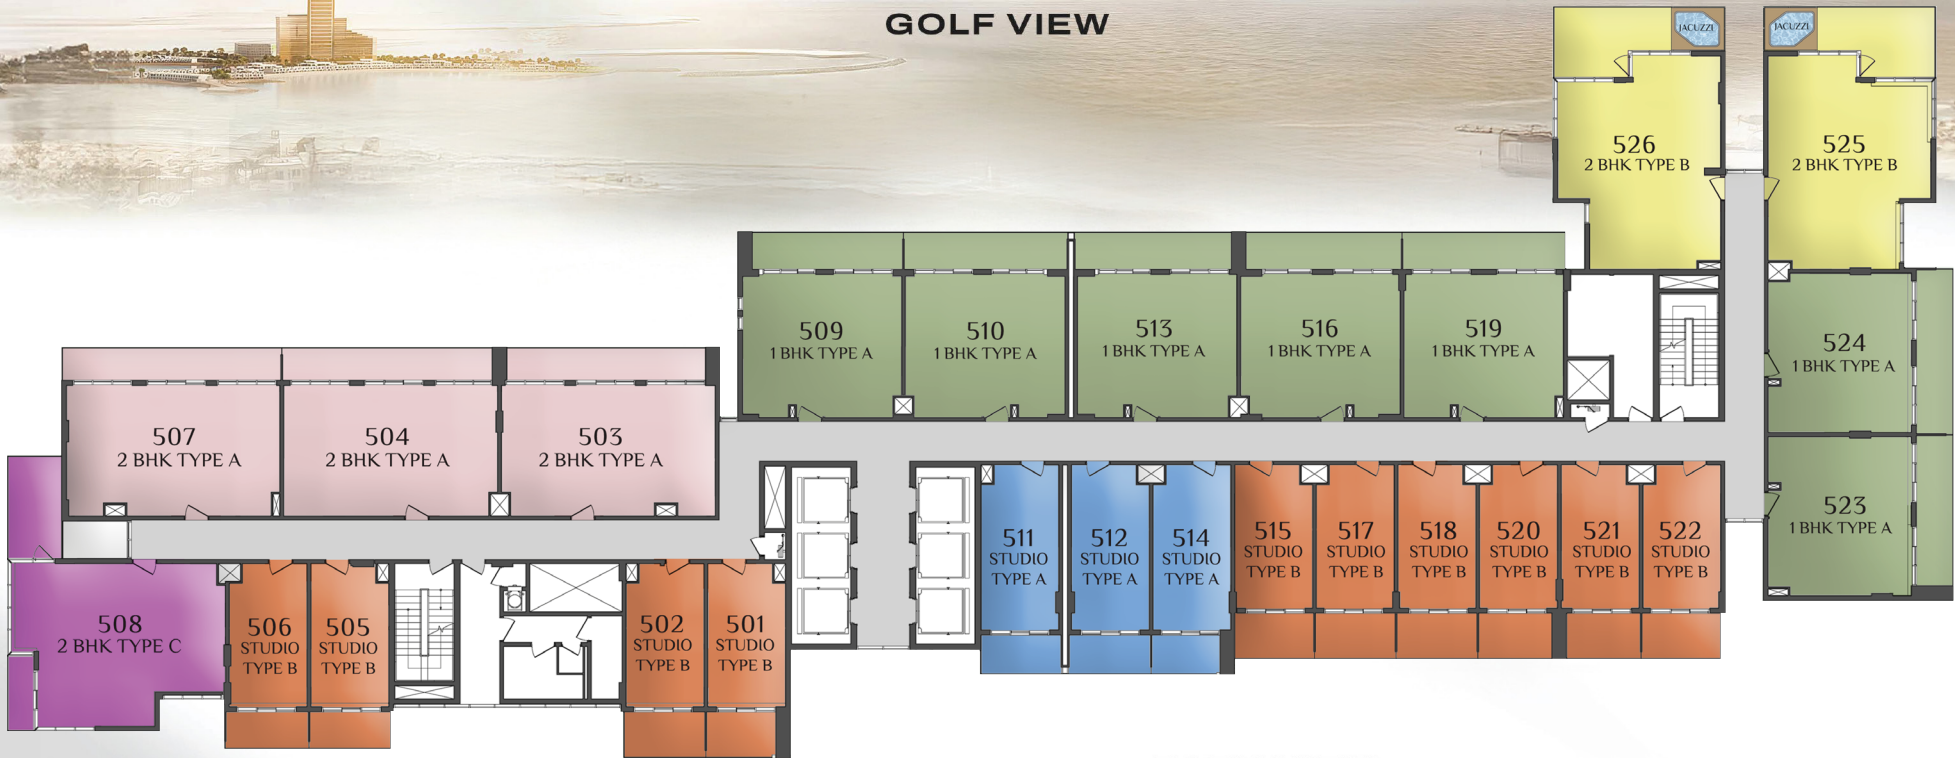 GOLF VIEW
JACUZZI
JACUZZI
526
2 BHK TYPE B
525
2 BHK TYPE B
509
1 BHK TYPE A
510
1 BHK TYPE A
513
1 BHK TYPE A
516
1 BHK TYPE A
519
1 BHK TYPE A
524
1 BHK TYPE A
507
2 BHK TYPE A
504
2 BHK TYPE A
503
2 BHK TYPE A
523
1 BHK TYPE A
511
STUDIO
TYPE A
512
STUDIO
TYPE A
514
STUDIO
TYPE A
515
STUDIO
TYPE B
517
STUDIO
TYPE B
518
STUDIO
TYPE B
520
STUDIO
TYPE B
521
STUDIO
TYPE B
522
STUDIO
TYPE B
508
2 BHK TYPE C
506
STUDIO
TYPE B
505
STUDIO
TYPE B
502
STUDIO
TYPE B
501
STUDIO
TYPE B